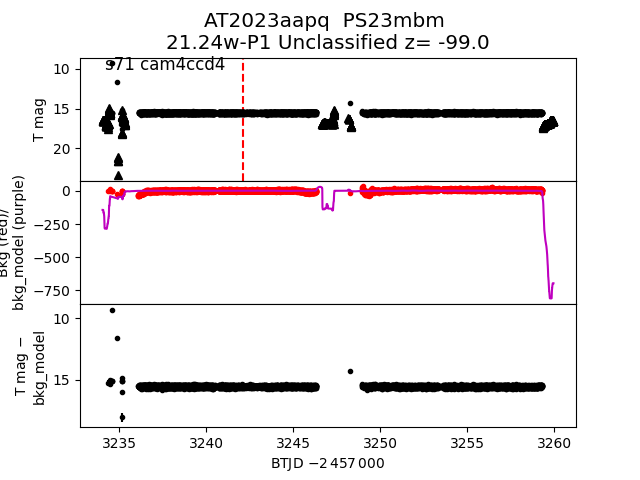 AT2023aapq  PS23mbm
21.24w-P1 Unclassified z= -99.0
s71 cam4ccd4
10
15
20
T mag
0
−250
−500
−750
Bkg (red)/
bkg_model (purple)
10
15
T mag −
bkg_model
3235
3240
3245
3250
3255
3260
BTJD −2 457 000